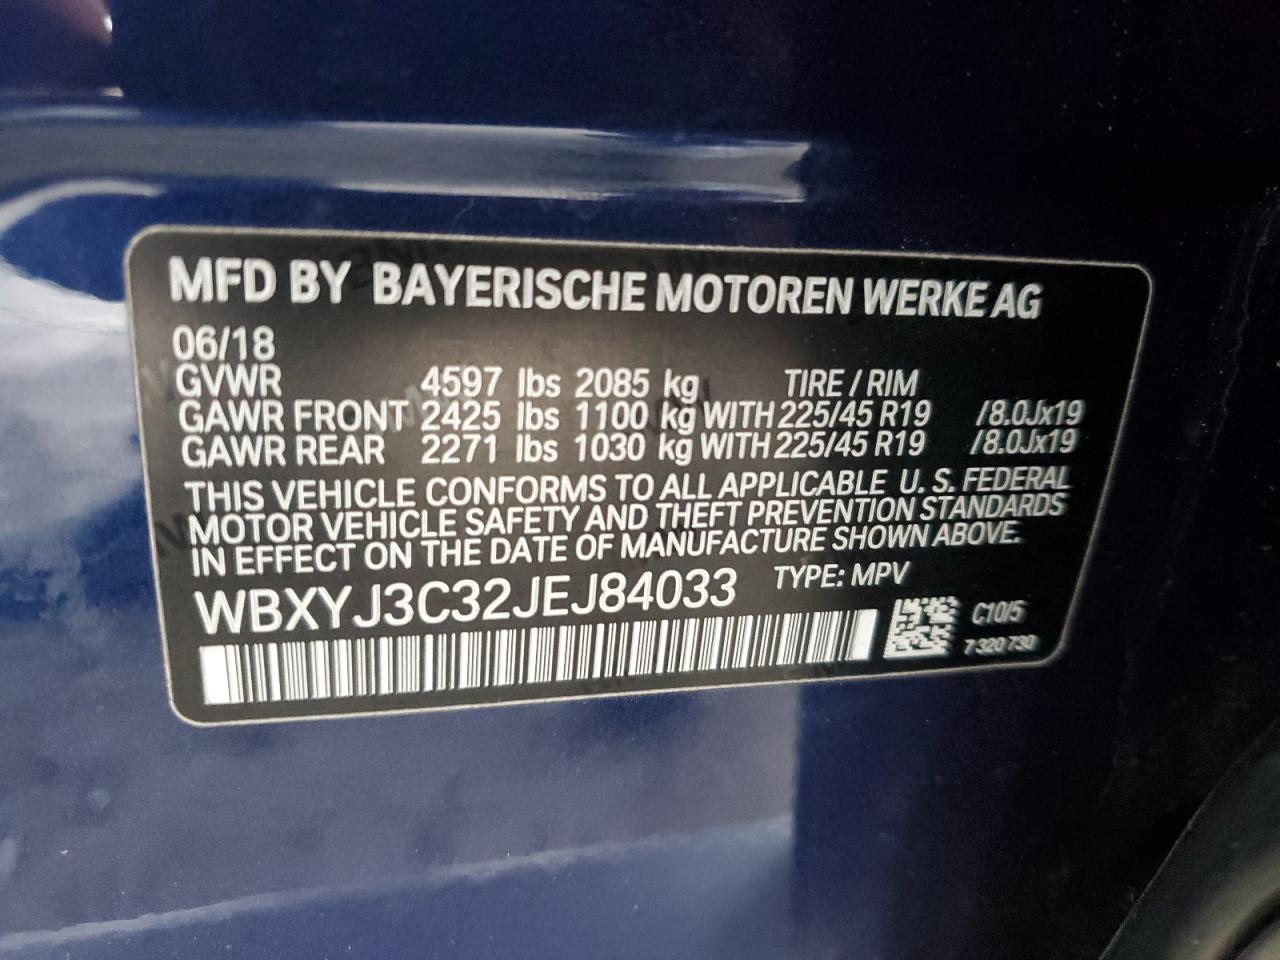 MFD BY BAYERISCHE MOTOREN WERKE AG
06/18
GVWR 4597 lbs 2085 kg TIRE / RIM
GAWR FRONT 2425 lbs 1100 kg WITH 225/45 R19 /8.0Jx19
GAWR REAR 2271 lbs 1030 kg WITH 225/45 R19 /8.0Jx19
THIS VEHICLE CONFORMS TO ALL APPLICABLE U. S. FEDERAL
MOTOR VEHICLE SAFETY AND THEFT PREVENTION STANDARDS
IN EFFECT ON THE DATE OF MANUFACTURE SHOWN ABOVE.
WBXYJ3C32JEJ84033 TYPE: MPV
C10/5
7 320 730